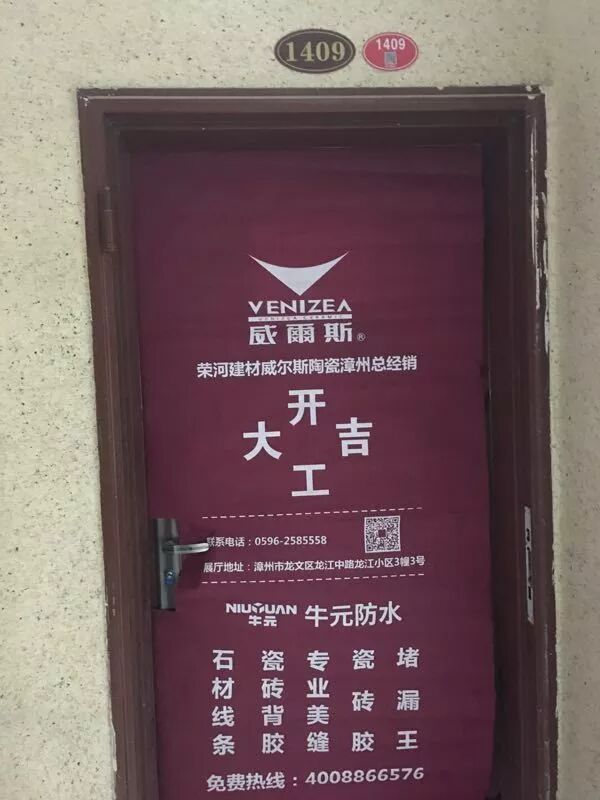 1409
1409
VENIZEA
VENIZEA CERAMIC
威爾斯®
荣河建材威尔斯陶瓷漳州总经销
开
大 吉
工
联系电话：0596-2585558
展厅地址：漳州市龙文区龙江中路龙江小区3幢3号
NIUYUAN
牛元
牛元防水
石材线条
瓷砖背胶
专业美缝
瓷砖胶
堵漏王
免费热线：4008866576